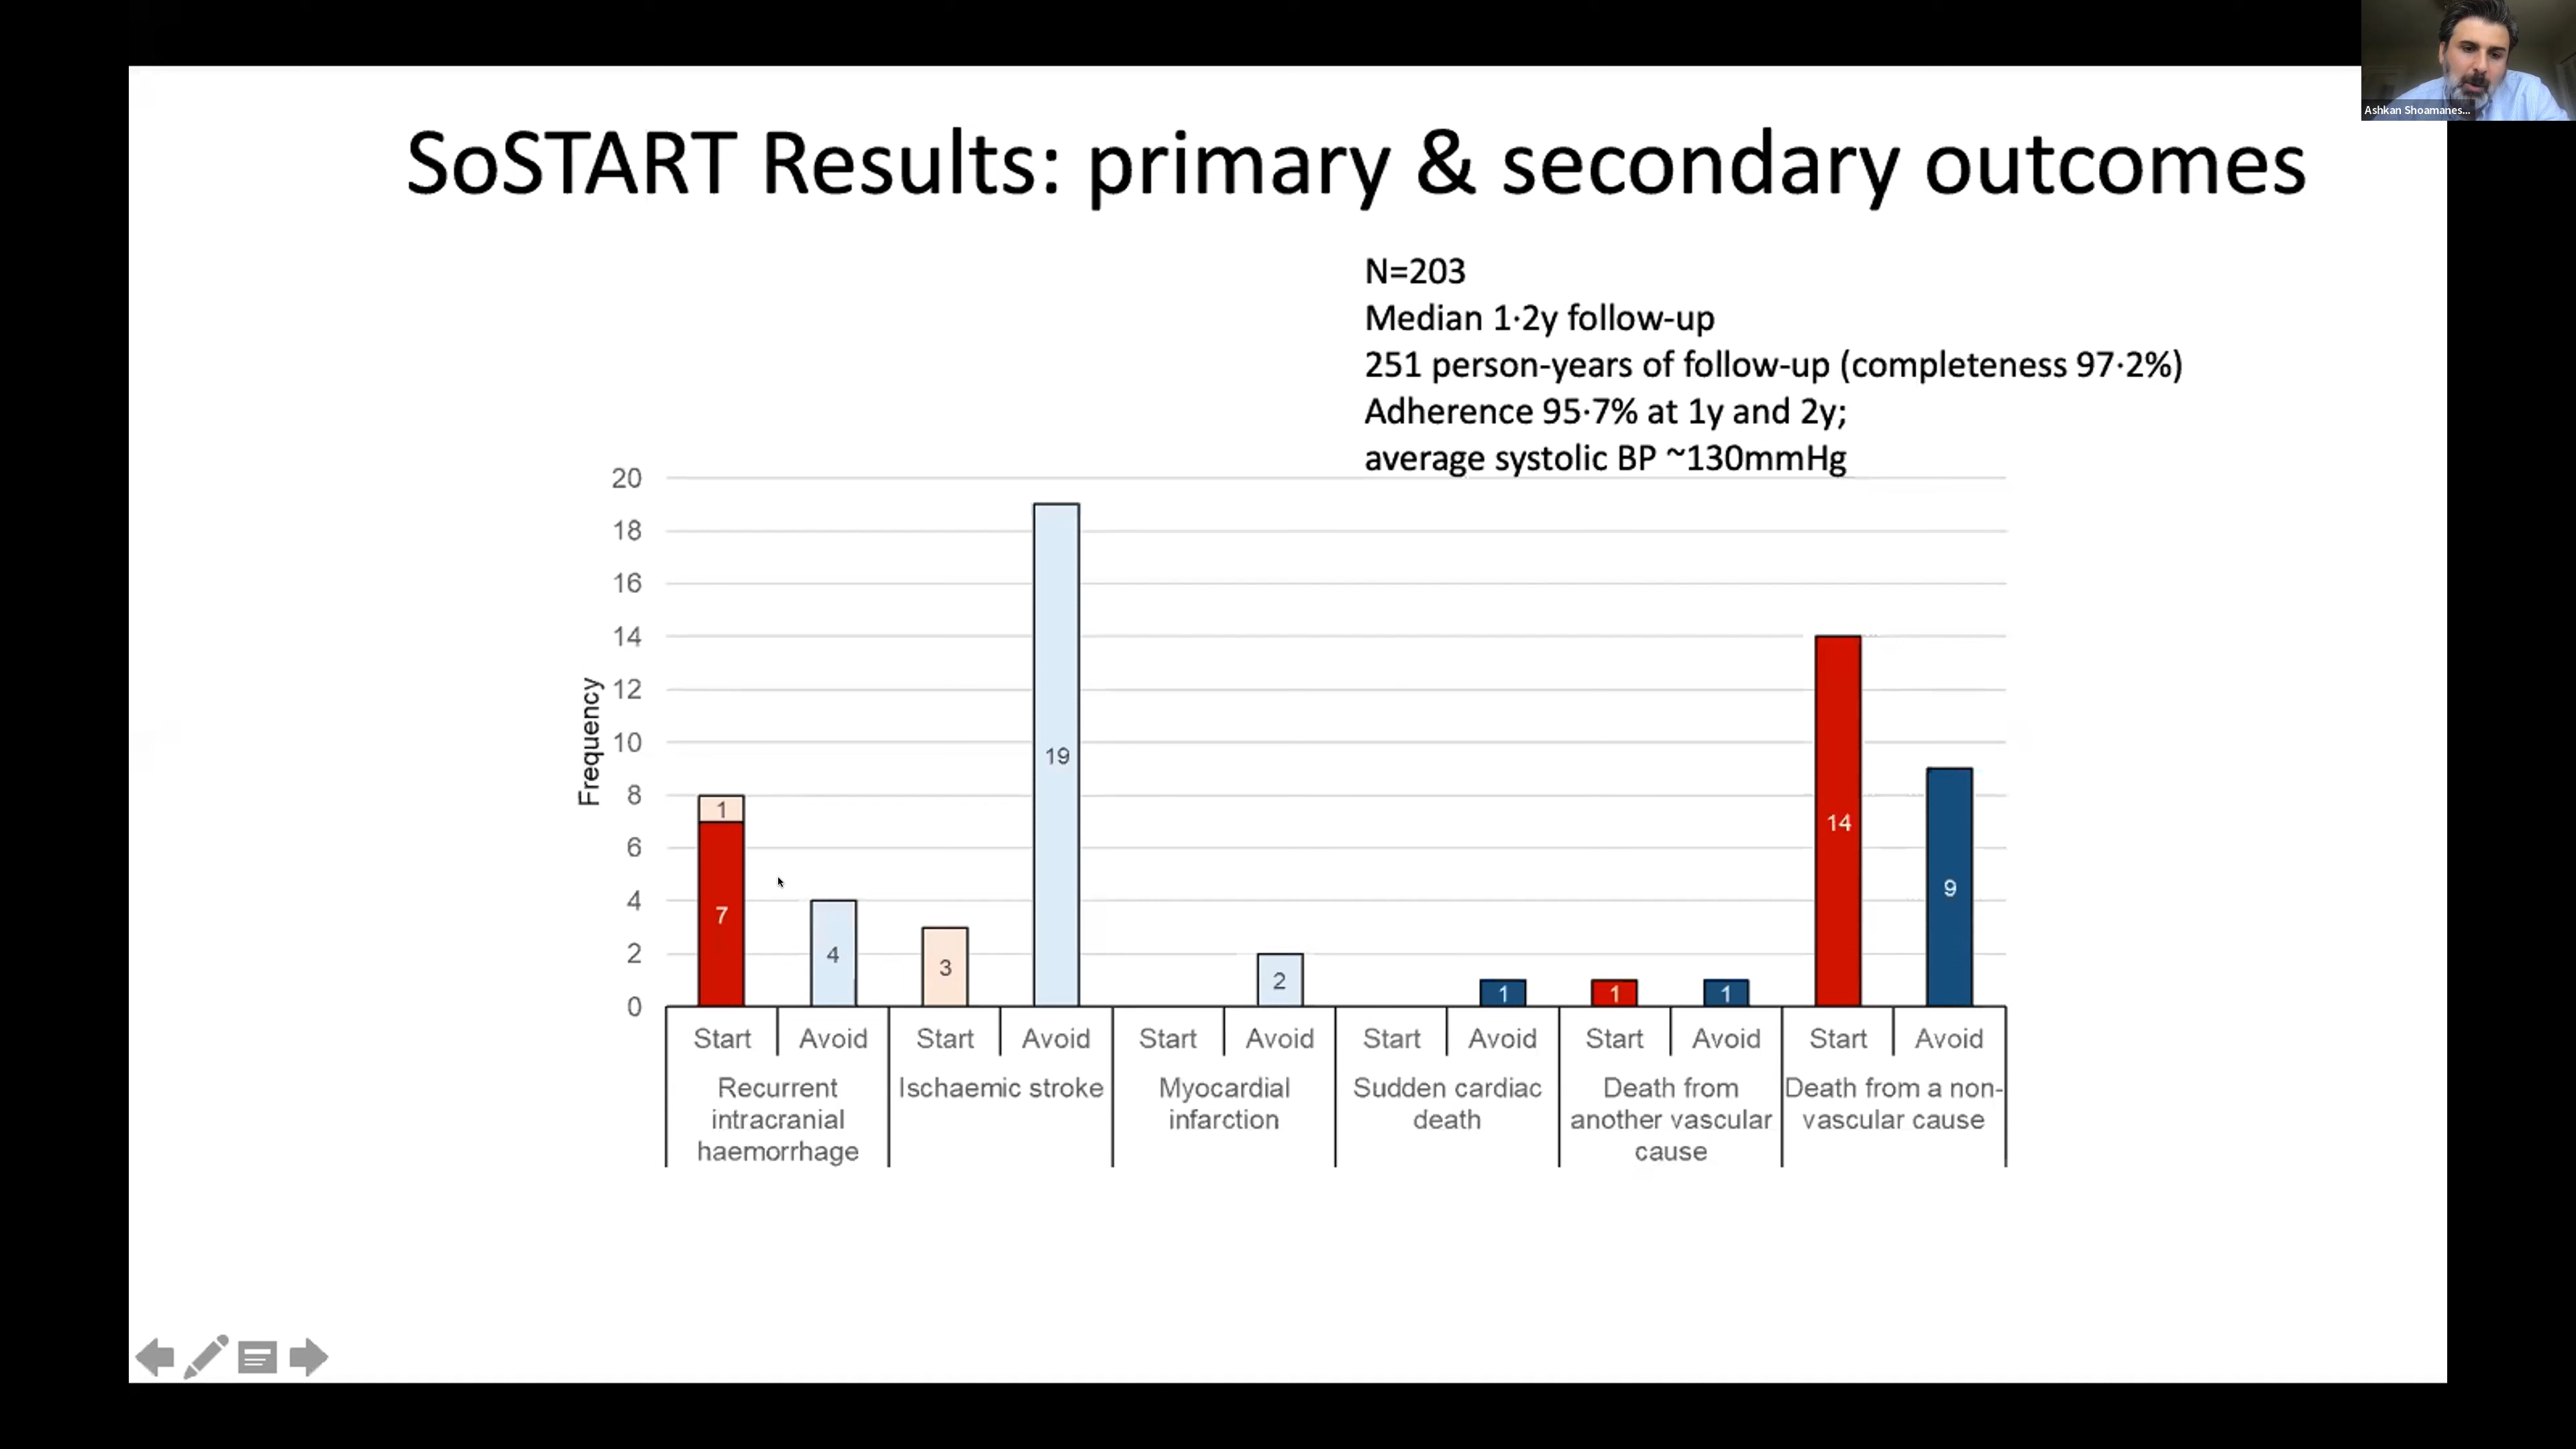 Ashkan Shoamanes...
SoSTART Results: primary & secondary outcomes
N=203
Median 1·2y follow-up
251 person-years of follow-up (completeness 97·2%)
Adherence 95·7% at 1y and 2y;
average systolic BP ~130mmHg
Frequency
20
18
16
14
12
10
8
6
4
2
0
1
7
4
3
19
2
1
1
1
14
9
Start Avoid Start Avoid Start Avoid Start Avoid Start Avoid Start Avoid
Recurrent
intracranial
haemorrhage
Ischaemic stroke
Myocardial
infarction
Sudden cardiac
death
Death from
another vascular
cause
Death from a non-
vascular cause